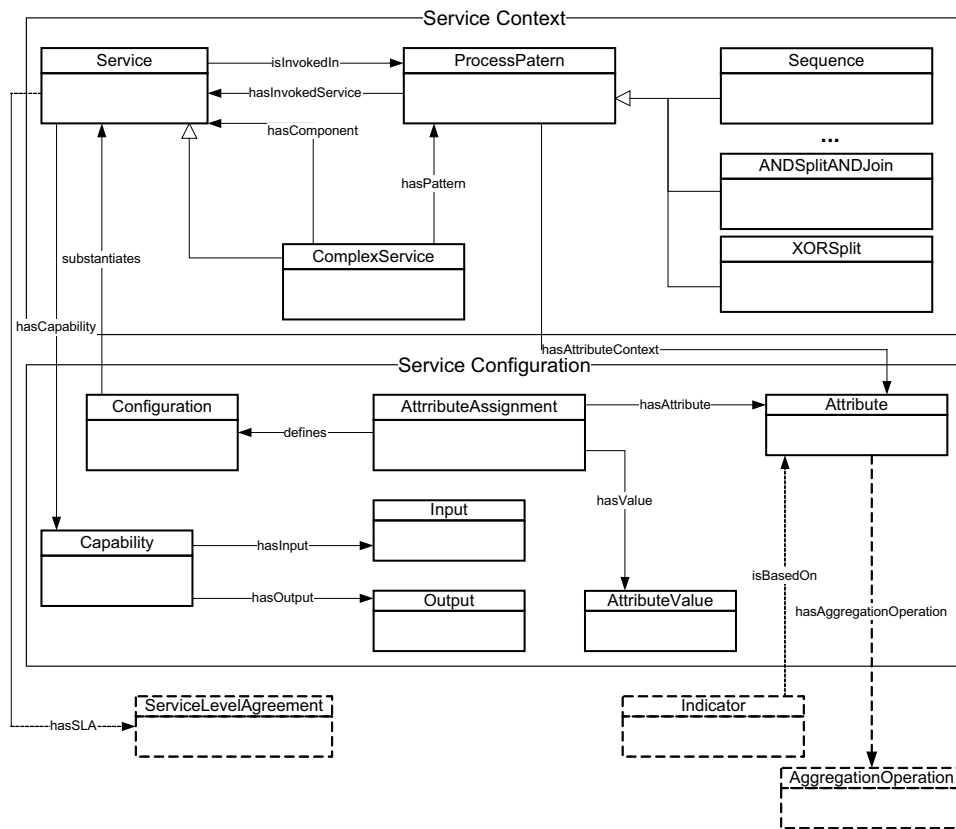 Service Context
Service
isInvokedIn
ProcessPatern
Sequence
hasInvokedService
hasComponent
...
ANDSplitANDJoin
hasPattern
XORSplit
ComplexService
substantiates
hasCapability
hasAttributeContext
Service Configuration
Configuration
AttrributeAssignment
hasAttribute
Attribute
defines
hasValue
Input
Capability
hasInput
isBasedOn
hasOutput
Output
AttributeValue
hasAggregationOperation
ServiceLevelAgreement
Indicator
hasSLA
AggregationOperation